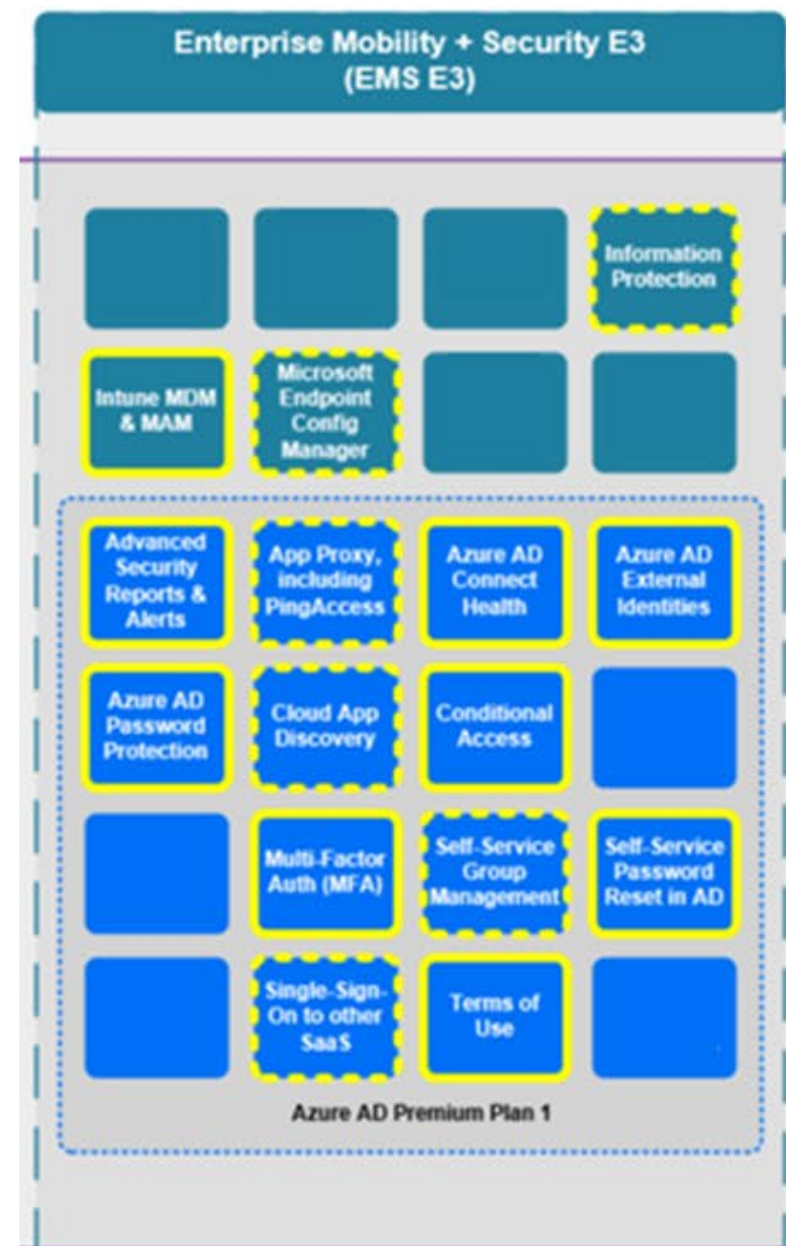 Enterprise Mobility + Security E3
(EMS E3)
Information
Protection
Intune MDM
& MAM
Microsoft
Endpoint
Config
Manager
Advanced
Security
Reports &
Alerts
App Proxy,
including
PingAccess
Azure AD
Connect
Health
Azure AD
External
Identities
Azure AD
Password
Protection
Cloud App
Discovery
Conditional
Access
Multi-Factor
Auth (MFA)
Self-Service
Group
Management
Self-Service
Password
Reset in AD
Single-Sign-
On to other
SaaS
Terms of
Use
Azure AD Premium Plan 1